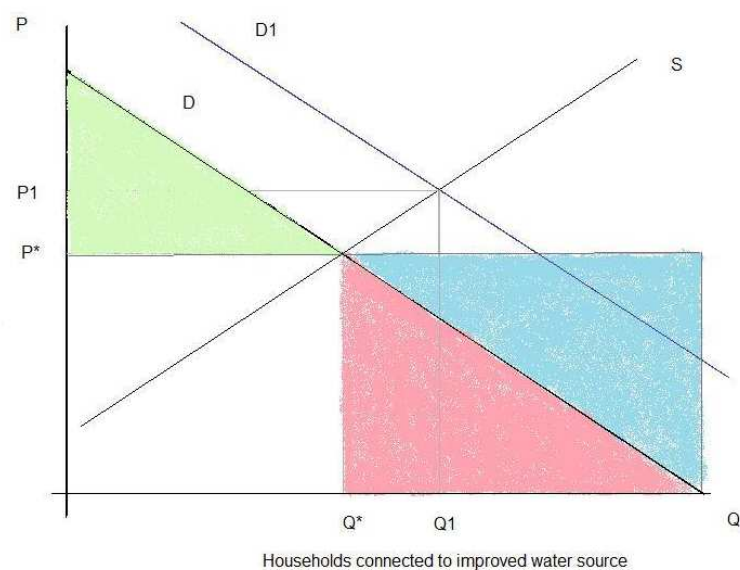 P
D1
S
D
P1
P*
Q* Q1 Q
Households connected to improved water source